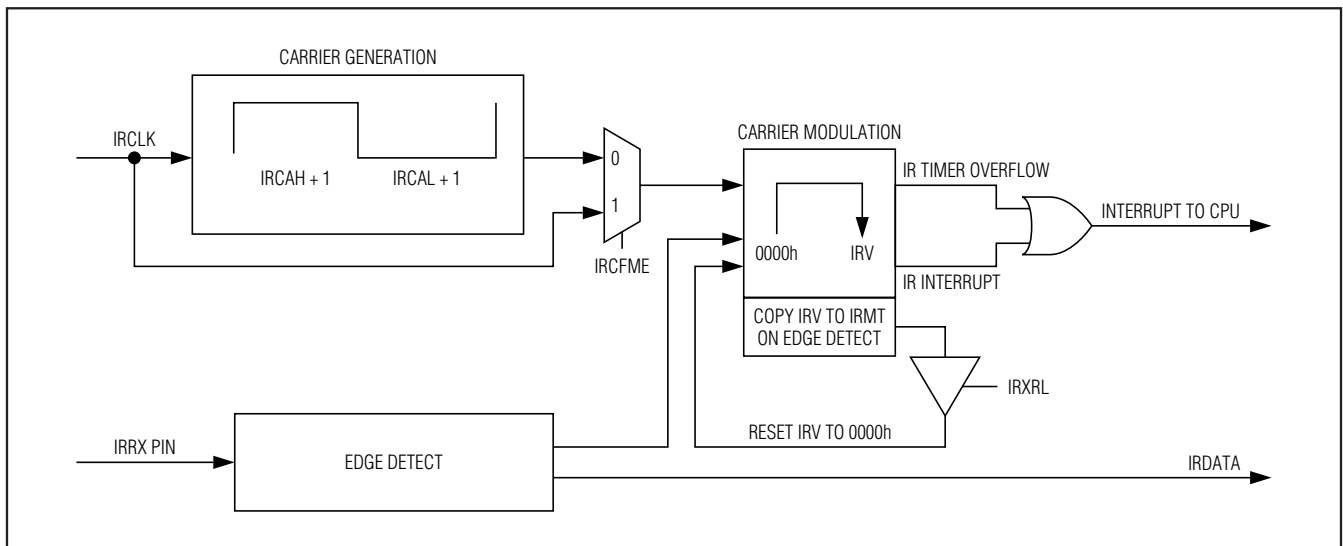 CARRIER GENERATION
IRCLK
IRCAH + 1
IRCAL + 1
0
1
IRCFME
CARRIER MODULATION
0000h
IRV
IR TIMER OVERFLOW
IR INTERRUPT
INTERRUPT TO CPU
COPY IRV TO IRMT
ON EDGE DETECT
IRXRL
RESET IRV TO 0000h
IRRX PIN
EDGE DETECT
IRDATA